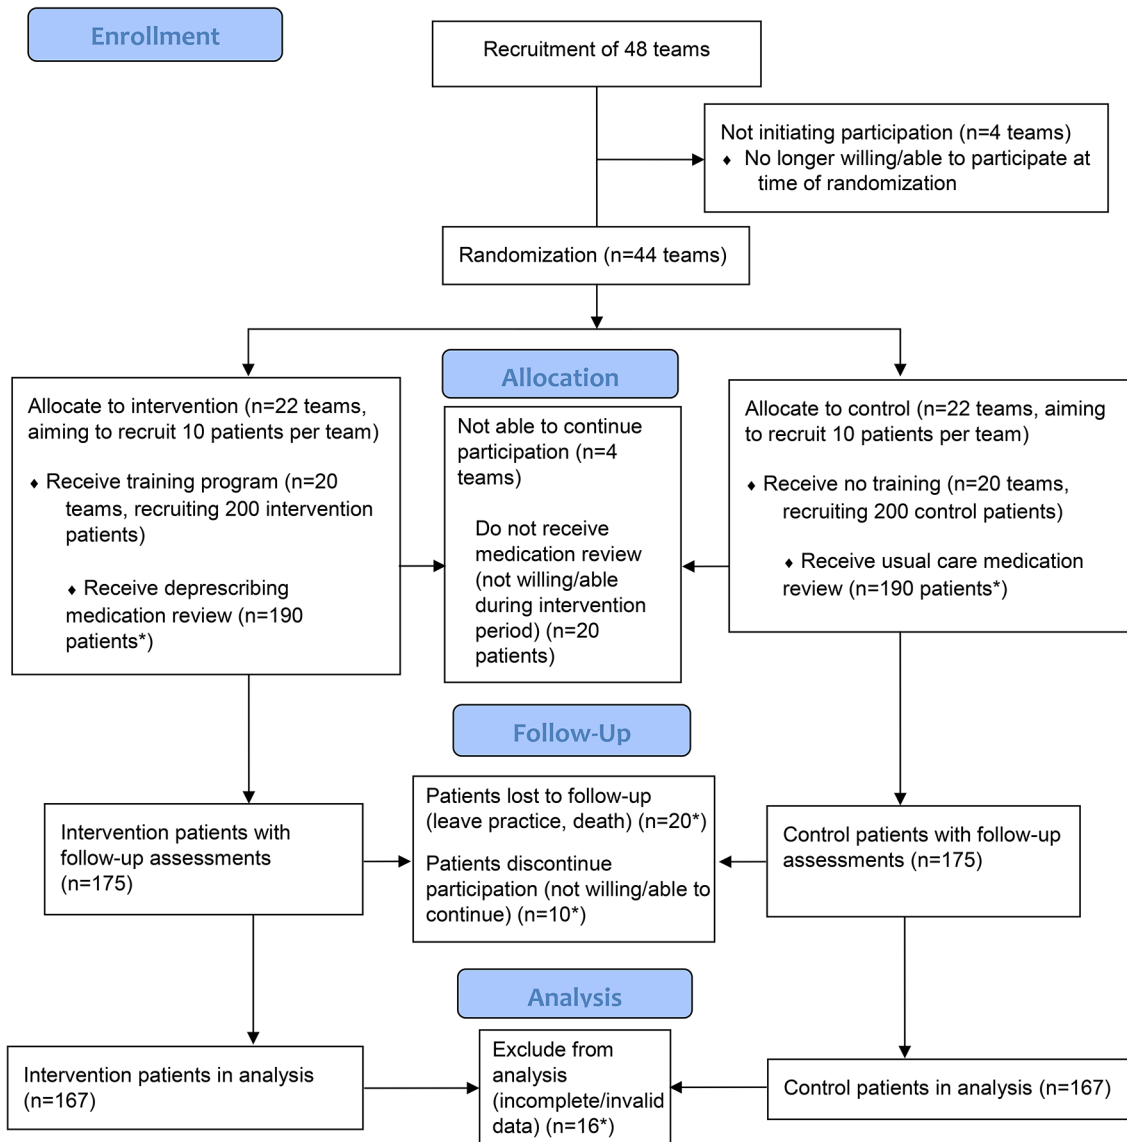 Enrollment
Recruitment of 48 teams
Not initiating participation (n=4 teams)
♦ No longer willing/able to participate at
time of randomization
Randomization (n=44 teams)
Allocation
Allocate to intervention (n=22 teams,
aiming to recruit 10 patients per team)
♦ Receive training program (n=20
teams, recruiting 200 intervention
patients)
♦ Receive deprescribing
medication review (n=190
patients*)
Not able to continue
participation (n=4
teams)
Do not receive
medication review
(not willing/able
during intervention
period) (n=20
patients)
Allocate to control (n=22 teams, aiming
to recruit 10 patients per team)
♦ Receive no training (n=20 teams,
recruiting 200 control patients)
♦ Receive usual care medication
review (n=190 patients*)
Follow-Up
Intervention patients with
follow-up assessments
(n=175)
Patients lost to follow-up
(leave practice, death) (n=20*)
Patients discontinue
participation (not willing/able to
continue) (n=10*)
Control patients with follow-up
assessments (n=175)
Analysis
Intervention patients in analysis
(n=167)
Exclude from
analysis
(incomplete/invalid
data) (n=16*)
Control patients in analysis (n=167)